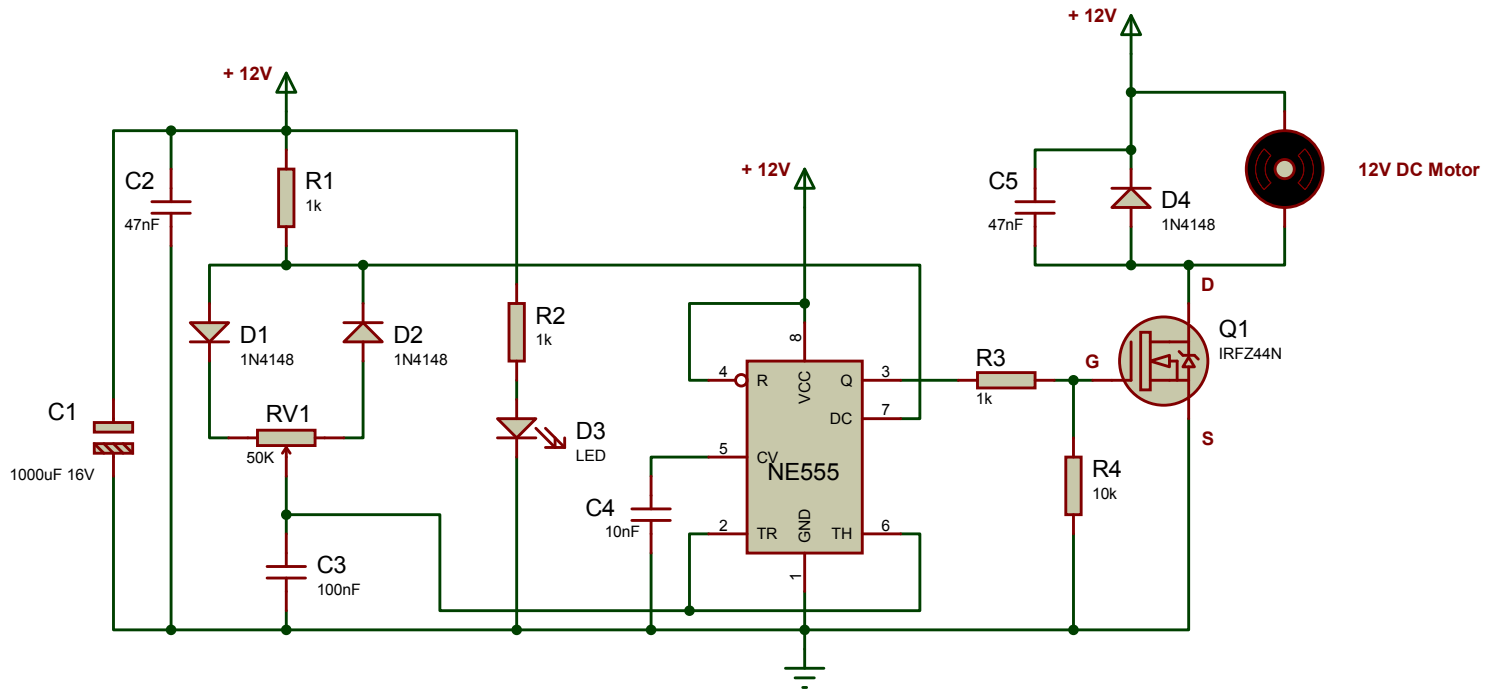 + 12V
+ 12V
+ 12V
C2
47nF
R1
1k
C5
47nF
D4
1N4148
12V DC Motor
D1
1N4148
D2
1N4148
R2
1k
D
Q1
IRFZ44N
G
S
C1
1000uF 16V
RV1
50K
D3
LED
8
VCC
4
R
Q
3
DC
7
5
CV
NE555
2
TR
GND
TH
6
1
R3
1k
R4
10k
C4
10nF
C3
100nF